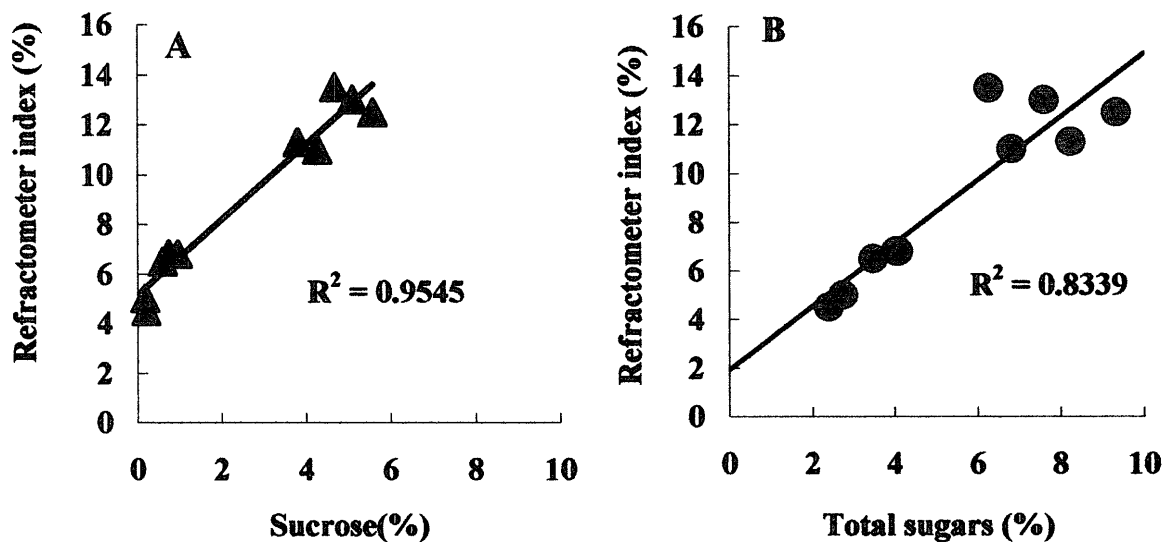 A
Refractometer index (%)
16
14
12
10
8
6
4
2
0
R² = 0.9545
0 2 4 6 8 10
Sucrose(%)
B
Refractometer index (%)
16
14
12
10
8
6
4
2
0
R² = 0.8339
0 2 4 6 8 10
Total sugars (%)